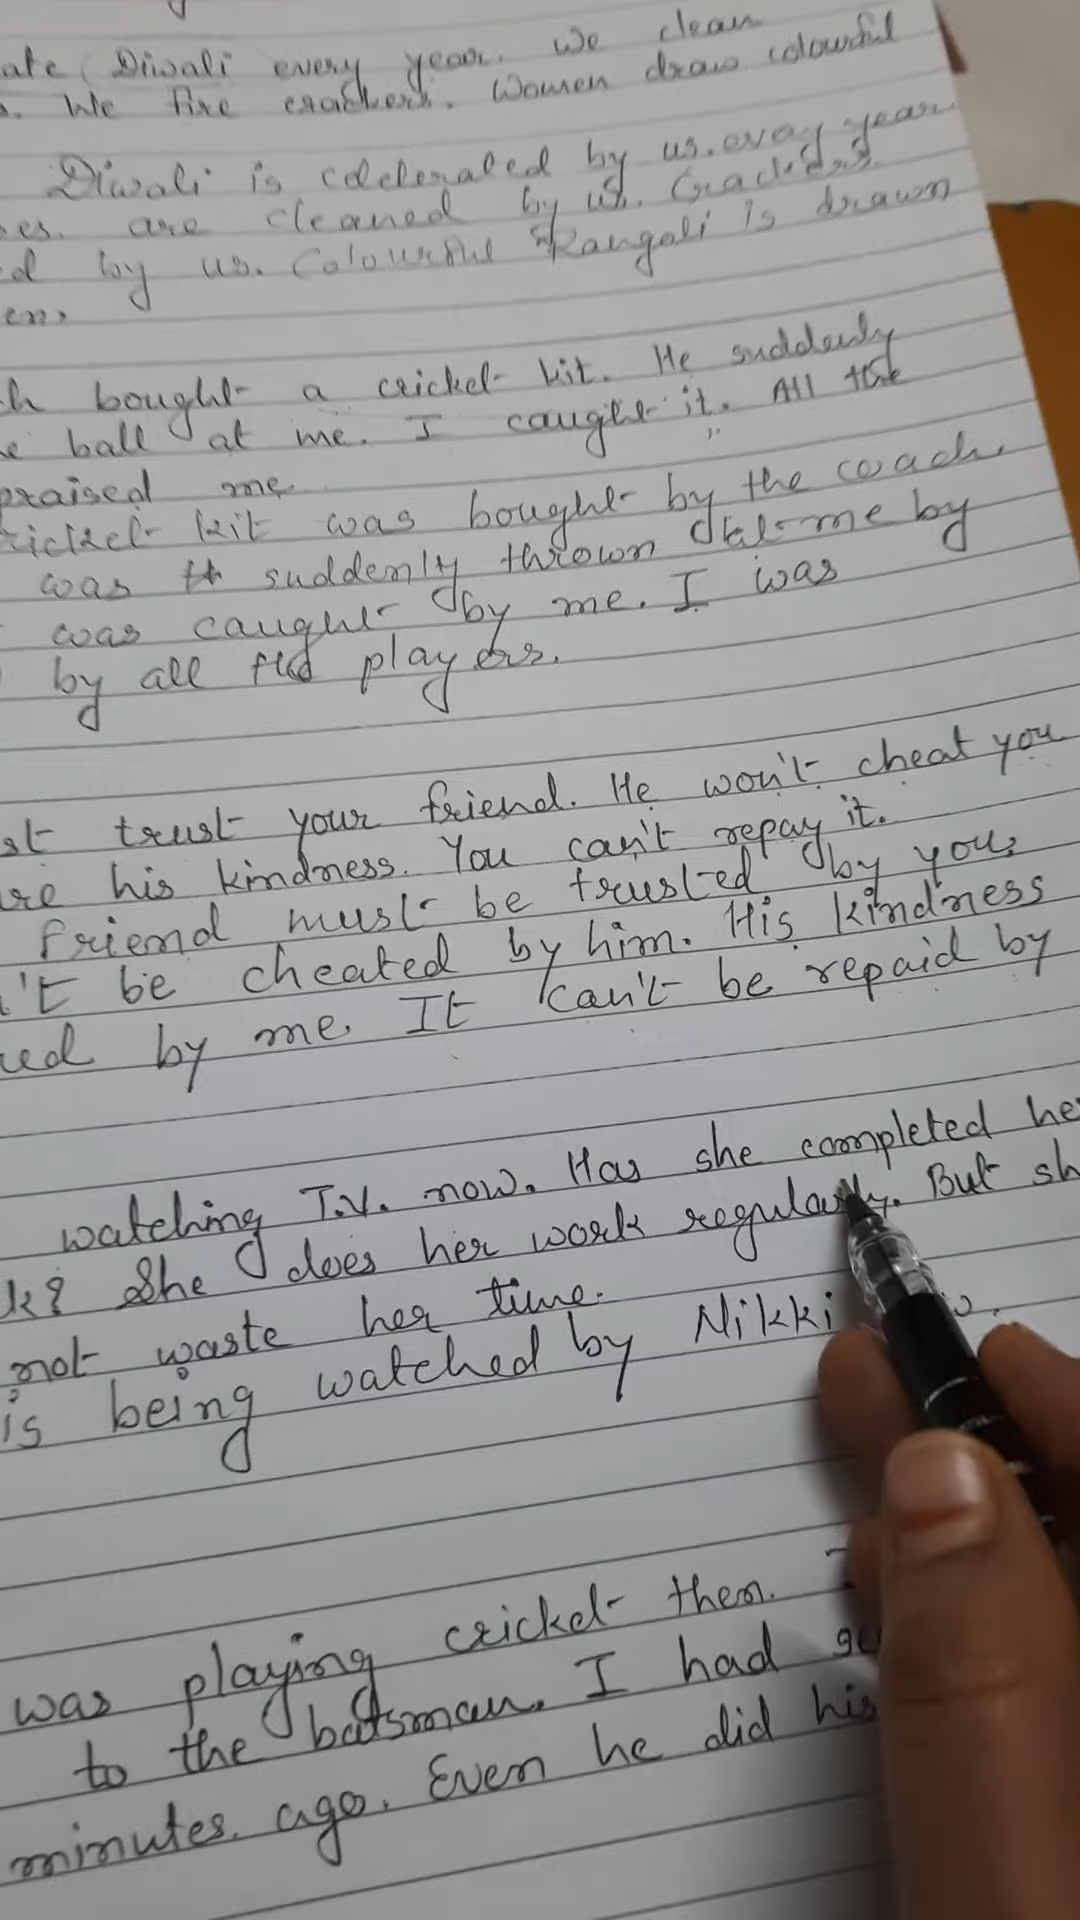 ate Diwali every year. We clean
s. We fire crackers. Women draw colourful
Diwali is celebrated by us. every year
es. are cleaned by us. Crackers
d by us. Colourful Rangoli is drawn
en.
h bought a cricket kit. He suddenly
e ball at me. I caught it. All the
praised me
ricket kit was bought by the coach.
was suddenly thrown at me by
was caught by me. I was
by all the players.
st trust your friend. He won't cheat you
re his kindness. You can't repay it.
friend must be trusted by you.
't be cheated by him. His kindness
ed by me. It can't be repaid by
watching T.V. now. Has she completed he
k? She does her work regularly. But sh
not waste her time.
is being watched by Nikki
was playing cricket then.
to the batsman. I had
minutes. ago. Even he did his